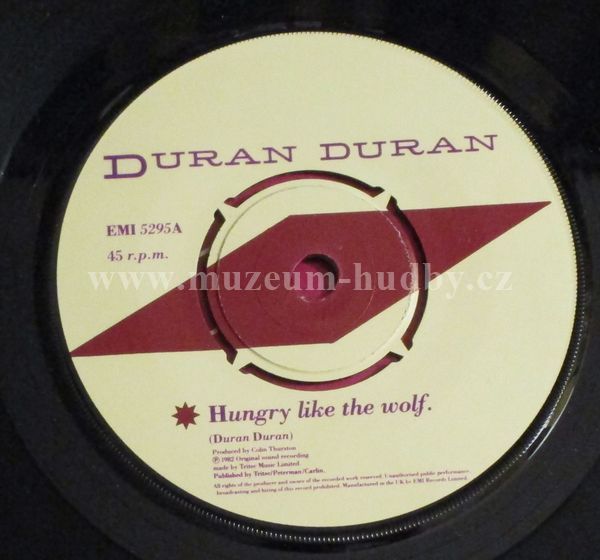 DURAN DURAN
EMI 5295A
45 r.p.m.
www.muzeum-hudby.cz
Hungry like the wolf.
(Duran Duran)
Produced by Colin Thurston
℗ 1982 Original sound recording
made by Tritec Music Limited
Published by Tritec/Peterman/Carlin.
All rights of the producer and owner of the recorded work reserved. Unauthorised public performance
broadcasting and hiring of this record prohibited. Manufactured in the UK by EMI Records Limited